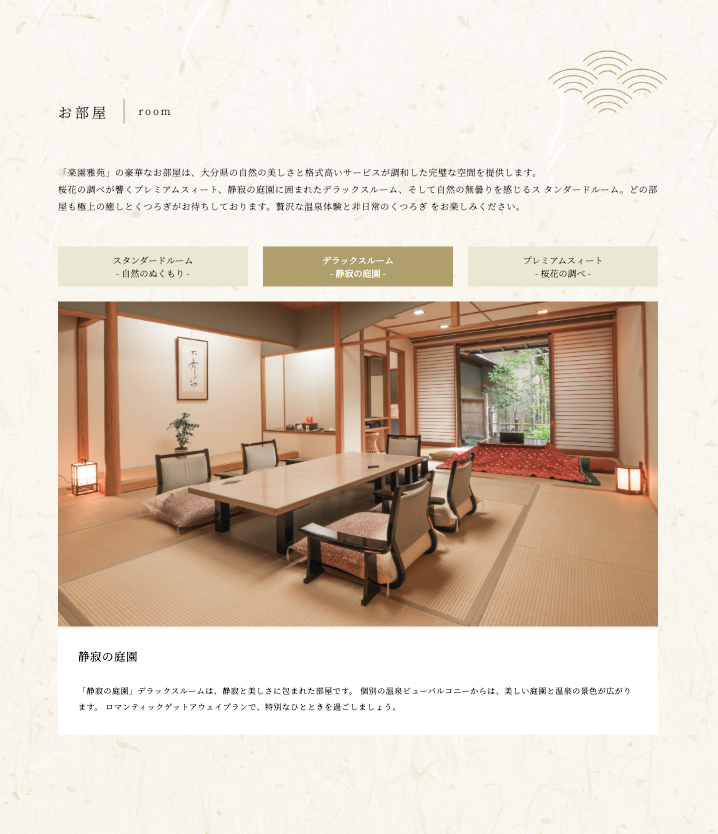 お部屋
room
「楽園雅苑」の豪華なお部屋は、大分県の自然の美しさと格式高いサービスが調和した完璧な空間を提供します。
桜花の調べが響くプレミアムスィート、静寂の庭園に囲まれたデラックスルーム、そして自然の無曇りを感じるス タンダードルーム。どの部
屋も極上の癒しとくつろぎがお待ちしております。贅沢な温泉体験と非日常のくつろぎ をお楽しみください。
スタンダードルーム
- 自然のぬくもり -
デラックスルーム
- 静寂の庭園 -
プレミアムスィート
- 桜花の調べ -
静寂の庭園
「静寂の庭園」デラックスルームは、静寂と美しさに包まれた部屋です。 個別の温泉ビューバルコニーからは、美しい庭園と温泉の景色が広がり
ます。 ロマンティックゲットアウェイプランで、特別なひとときを過ごしましょう。